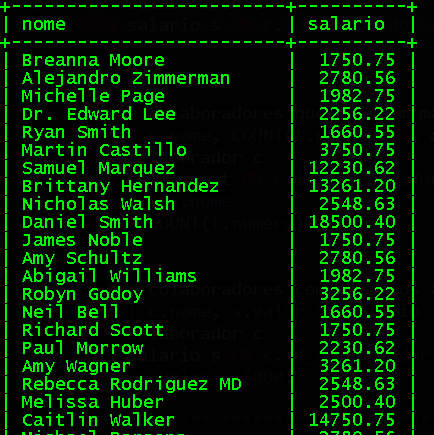 +-----------------------------+----------+
| nome                        | salario  |
+-----------------------------+----------+
| Breanna Moore               |  1750.75 |
| Alejandro Zimmerman         |  2780.56 |
| Michelle Page               |  1982.75 |
| Dr. Edward Lee              |  2256.22 |
| Ryan Smith                  |  1660.55 |
| Martin Castillo             |  3750.75 |
| Samuel Marquez              | 12230.62 |
| Brittany Hernandez          | 13261.20 |
| Nicholas Walsh              |  2548.63 |
| Daniel Smith                | 18500.40 |
| James Noble                 |  1750.75 |
| Amy Schultz                 |  2780.56 |
| Abigail Williams            |  1982.75 |
| Robyn Godoy                 |  3256.22 |
| Neil Bell                   |  1660.55 |
| Richard Scott               |  1750.75 |
| Paul Morrow                 |  2230.62 |
| Amy Wagner                  |  3261.20 |
| Rebecca Rodriguez MD        |  2548.63 |
| Melissa Huber               |  2500.40 |
| Caitlin Walker              | 14750.75 |